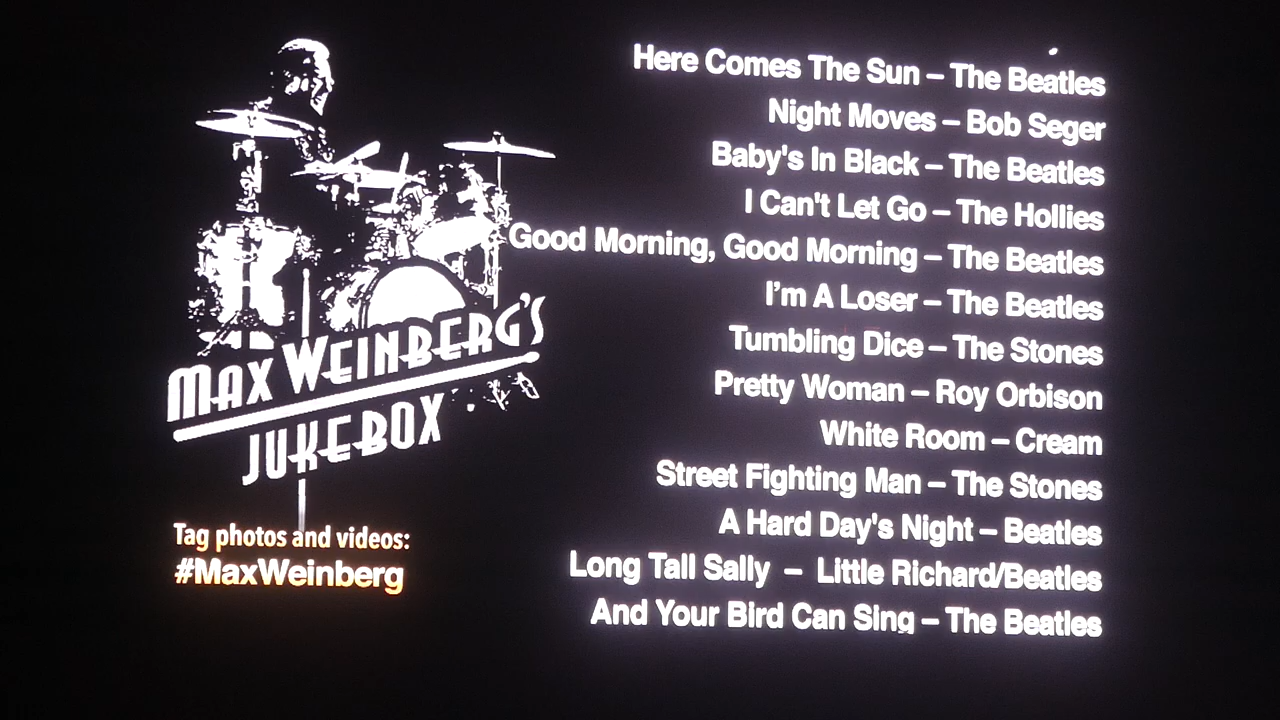 MAX WEINBERG'S
JUKEBOX
Tag photos and videos:
#MaxWeinberg
Here Comes The Sun – The Beatles
Night Moves – Bob Seger
Baby's In Black – The Beatles
I Can't Let Go – The Hollies
Good Morning, Good Morning – The Beatles
I’m A Loser – The Beatles
Tumbling Dice – The Stones
Pretty Woman – Roy Orbison
White Room – Cream
Street Fighting Man – The Stones
A Hard Day's Night – Beatles
Long Tall Sally – Little Richard/Beatles
And Your Bird Can Sing – The Beatles